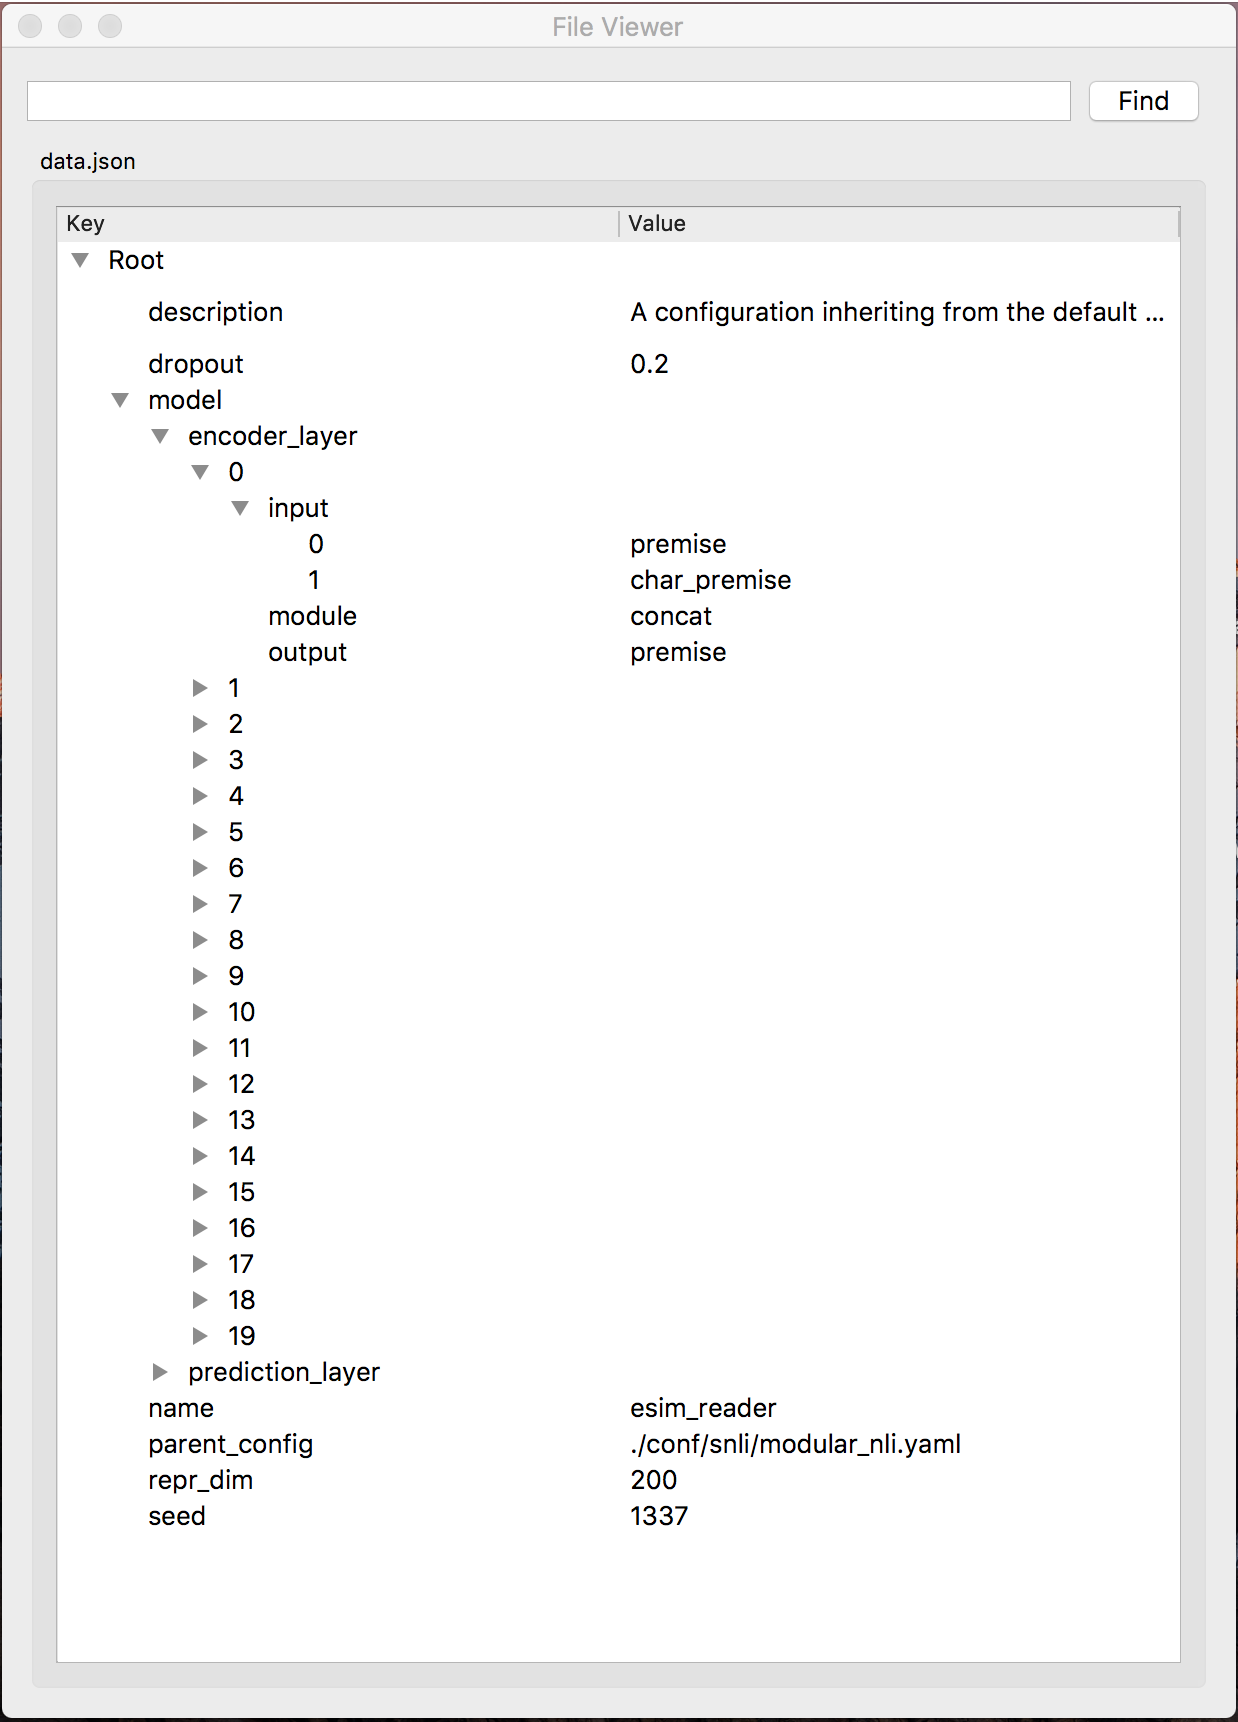 File Viewer
Find
data.json
Key Value
Root
description A configuration inheriting from the default ...
dropout 0.2
model
encoder_layer
0
input
0 premise
1 char_premise
module concat
output premise
1
2
3
4
5
6
7
8
9
10
11
12
13
14
15
16
17
18
19
prediction_layer
name esim_reader
parent_config ./conf/snli/modular_nli.yaml
repr_dim 200
seed 1337